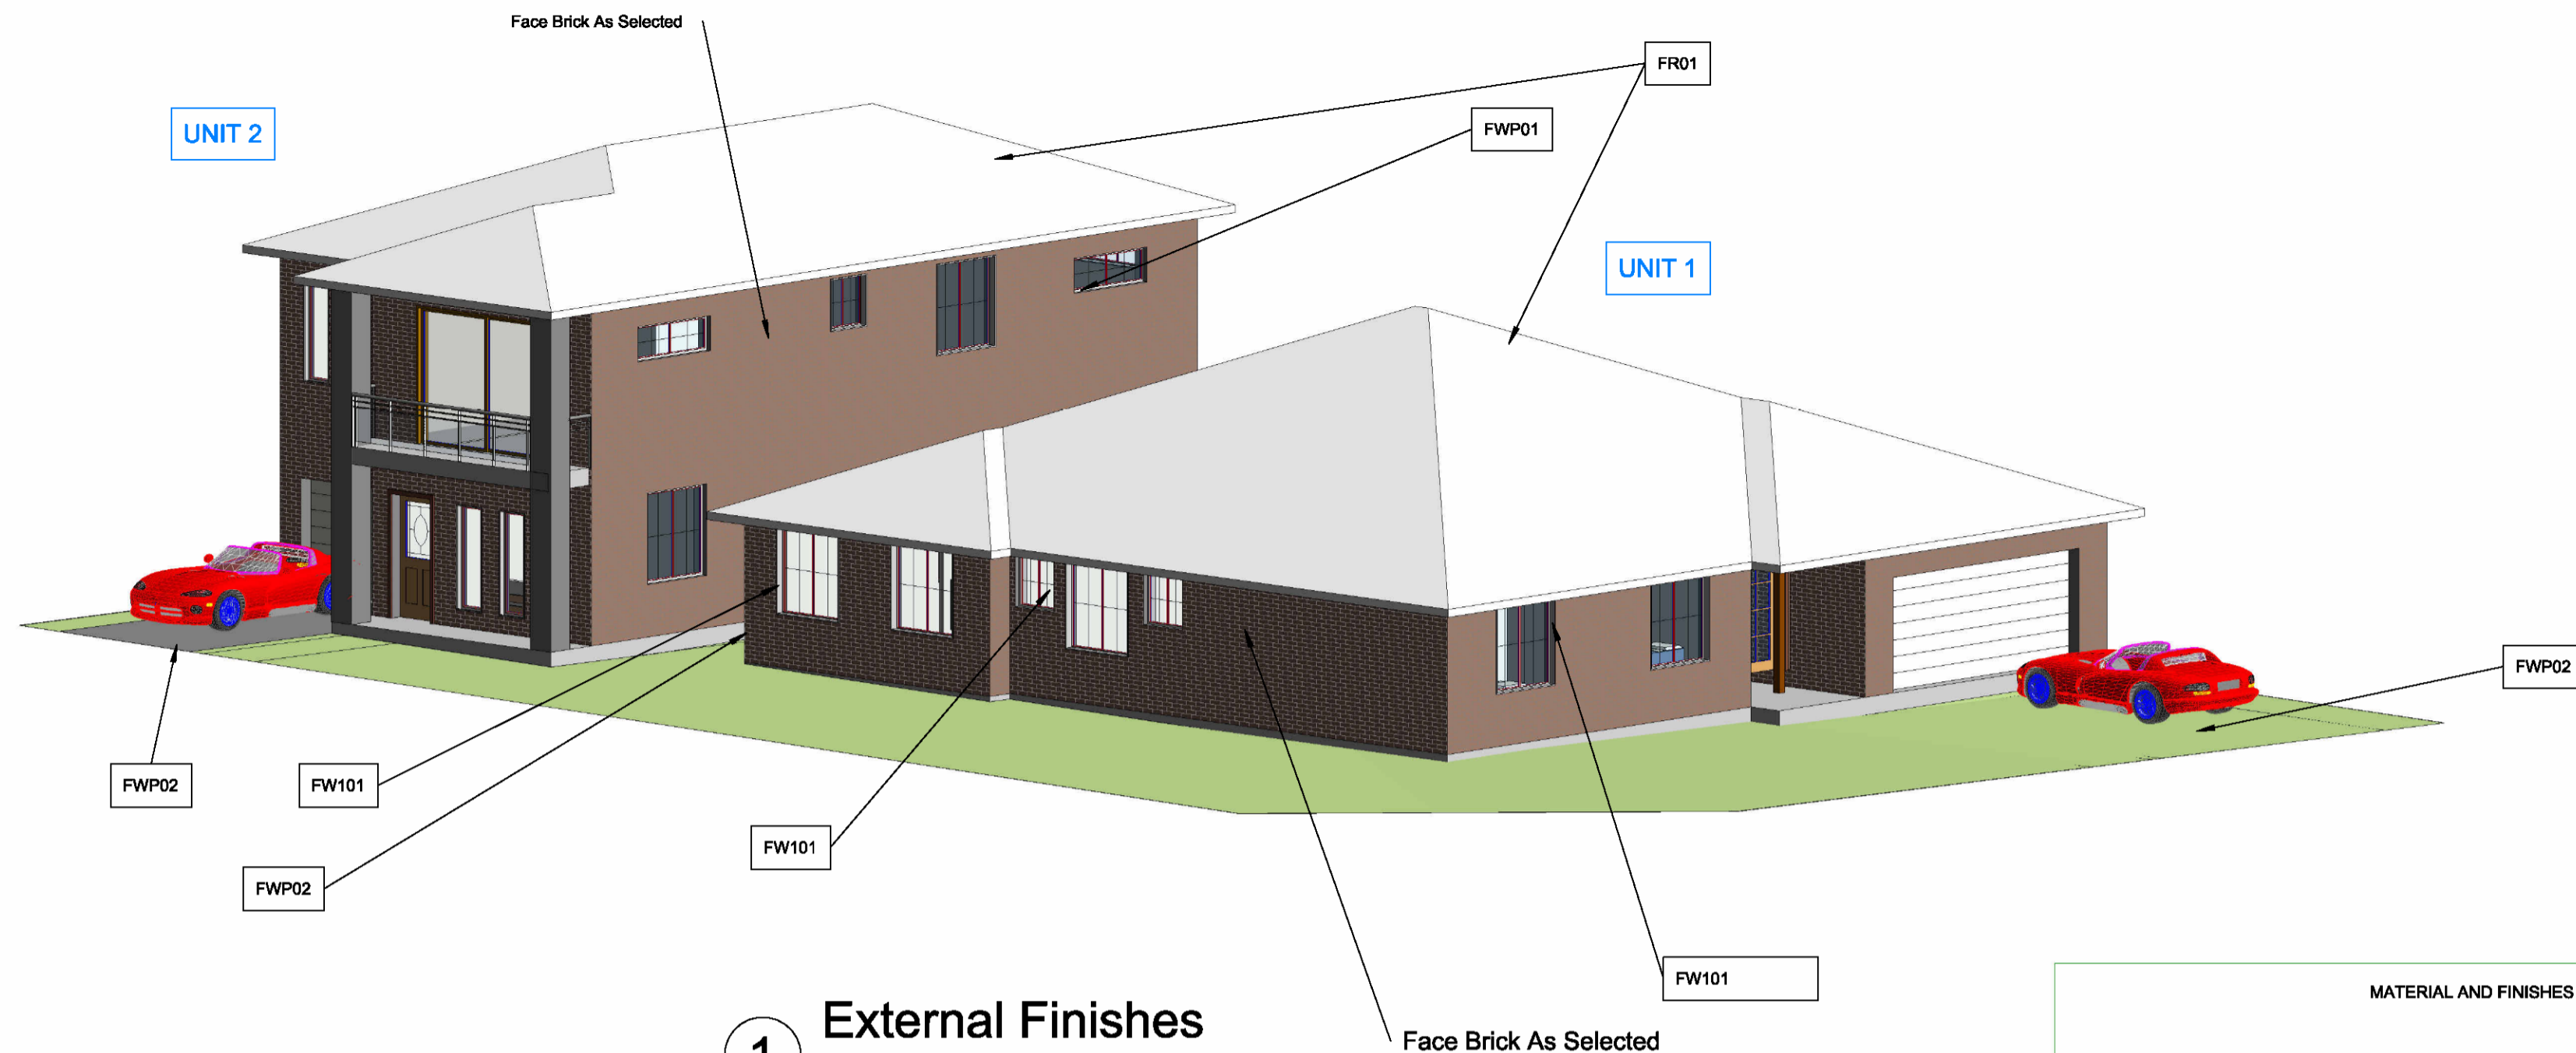 Face Brick As Selected
FR01
UNIT 2
FWP01
UNIT 1
FWP02
FWP02
FW101
FW101
FWP02
FW101
MATERIAL AND FINISHES
1
External Finishes
Face Brick As Selected